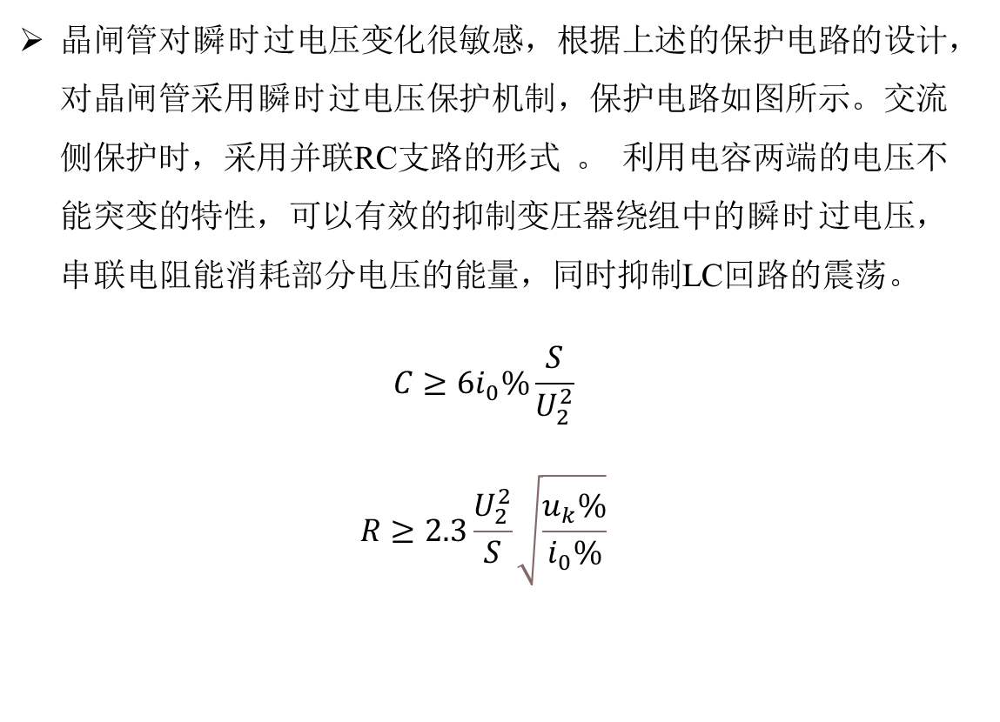 ➢ 晶闸管对瞬时过电压变化很敏感，根据上述的保护电路的设计，
对晶闸管采用瞬时过电压保护机制，保护电路如图所示。交流
侧保护时，采用并联RC支路的形式 。 利用电容两端的电压不
能突变的特性，可以有效的抑制变压器绕组中的瞬时过电压，
串联电阻能消耗部分电压的能量，同时抑制LC回路的震荡。
$C \geq 6i_0\%\frac{S}{U_2^2}$
$R \geq 2.3\frac{U_2^2}{S}\sqrt{\frac{u_k\%}{i_0\%}}$